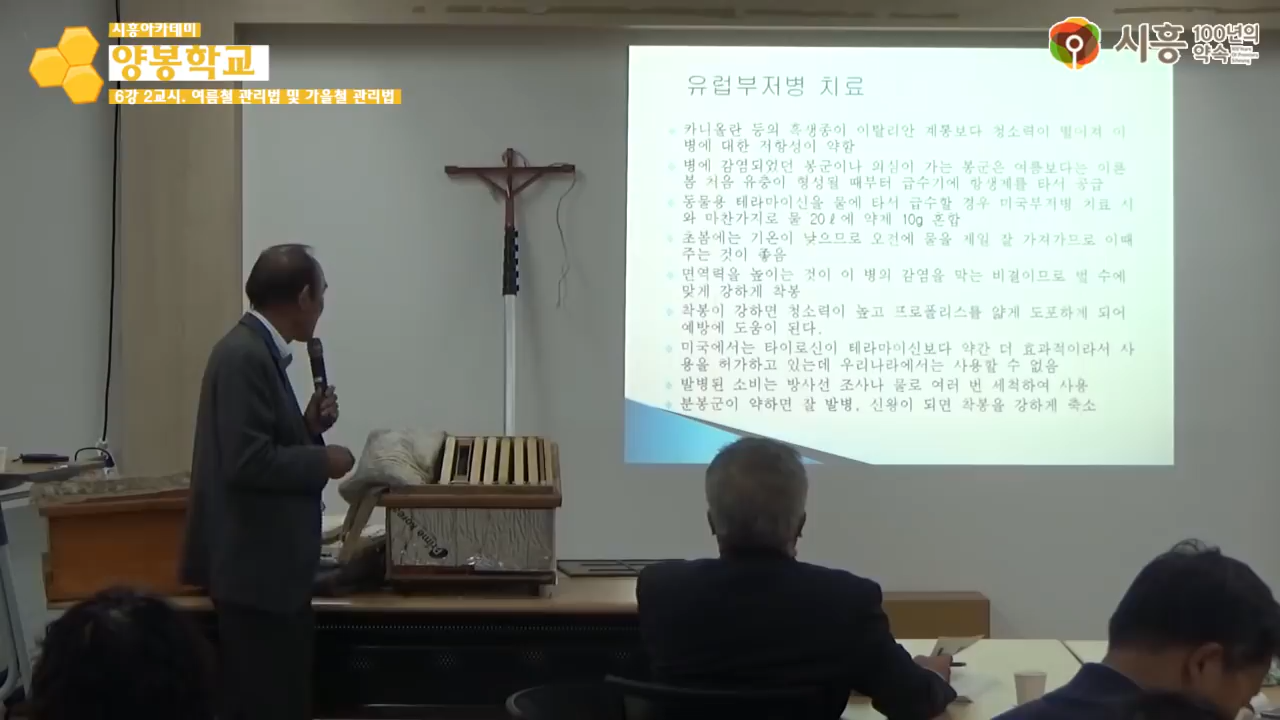 시흥아카데미
양봉학교
6강 2교시. 여름철 관리법 및 가을철 관리법
시흥 100년의 약속
유럽부저병 치료
카니올란 등의 흑색종이 이탈리안 계통보다 청소력이 떨어져 이
병에 대한 저항성이 약함
병에 감염되었던 봉군이나 의심이 가는 봉군은 여름보다는 이른
봄 처음 유충이 형성될 때부터 급수기에 항생제를 타서 공급
동물용 테라마이신을 물에 타서 급수할 경우 미국부저병 치료 시
와 마찬가지로 물 20ℓ에 약제 10g 혼합
초봄에는 기온이 낮으므로 오전에 물을 제일 잘 가져가므로 이때
주는 것이 좋음
면역력을 높이는 것이 이 병의 감염을 막는 비결이므로 벌 수에
맞게 강하게 착봉
착봉이 강하면 청소력이 높고 프로폴리스를 얇게 도포하게 되어
예방에 도움이 된다.
미국에서는 타이로신이 테라마이신보다 약간 더 효과적이라서 사
용을 허가하고 있는데 우리나라에서는 사용할 수 없음
발병된 소비는 방사선 조사나 물로 여러 번 세척하여 사용
분봉군이 약하면 잘 발병, 신왕이 되면 착봉을 강하게 축소
Prime